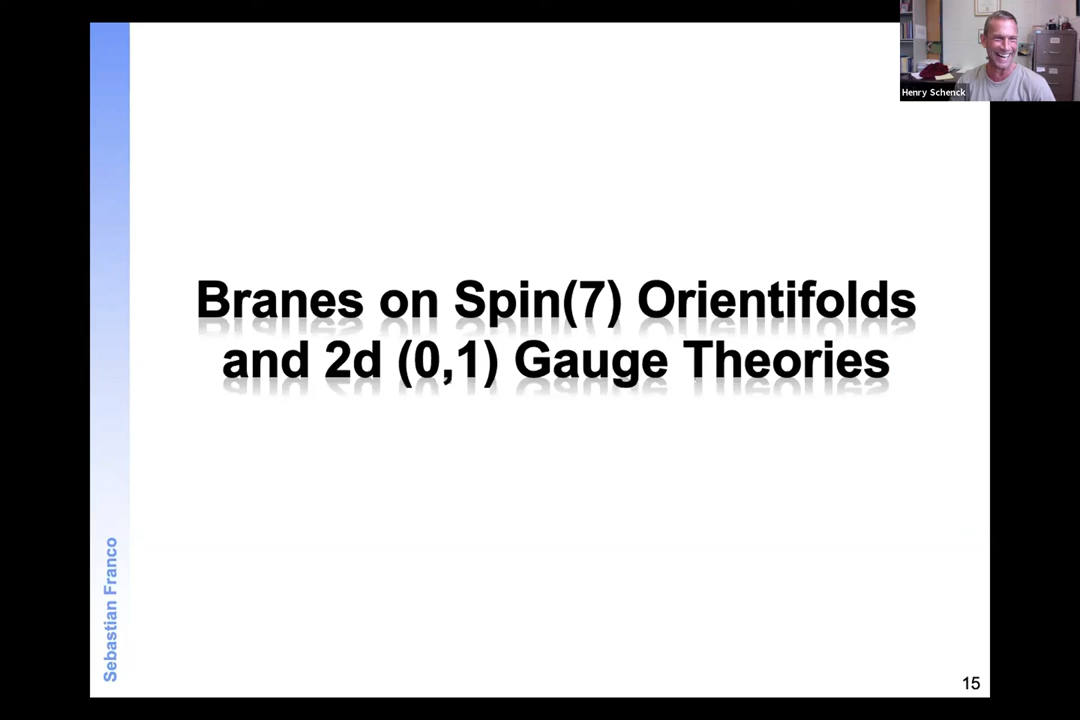 Henry Schenck
Branes on Spin(7) Orientifolds
and 2d (0,1) Gauge Theories
Sebastian Franco
15